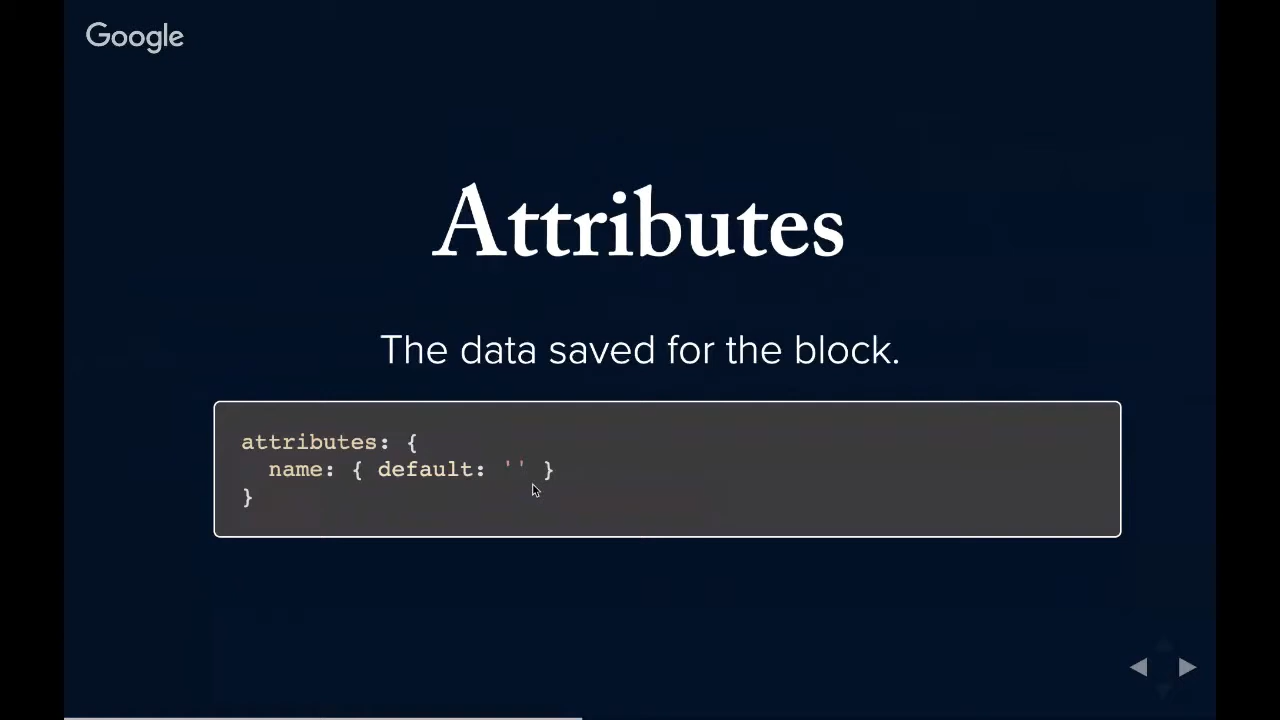 Google
Attributes
The data saved for the block.
attributes: {
  name: { default: '' }
}